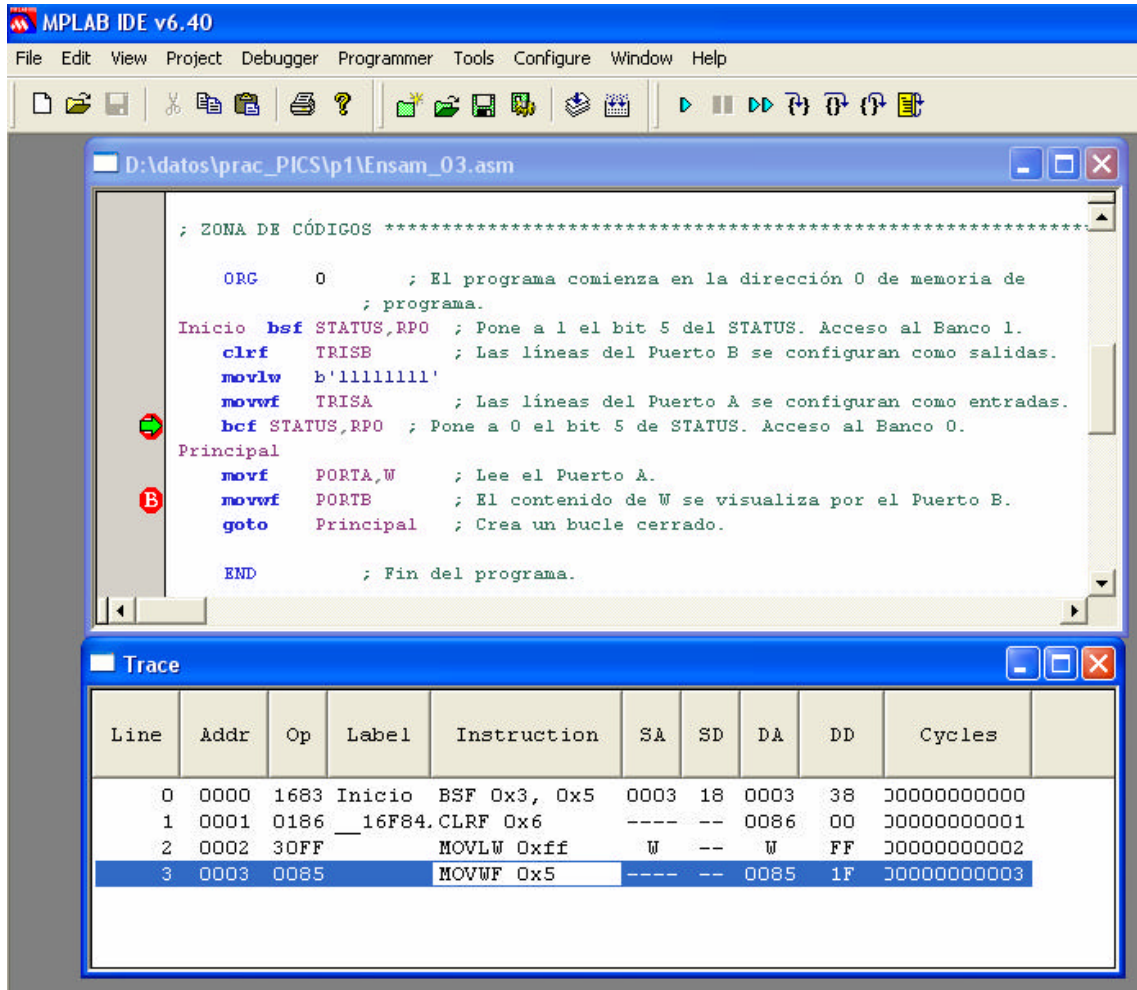 MPLAB IDE v6.40
File Edit View Project Debugger Programmer Tools Configure Window Help
D:\datos\prac_PICS\p1\Ensam_03.asm
; ZONA DE CÓDIGOS *******************************************************************
ORG 0 ; El programa comienza en la dirección 0 de memoria de
; programa.
Inicio bsf STATUS,RP0 ; Pone a 1 el bit 5 del STATUS. Acceso al Banco 1.
clrf TRISB ; Las líneas del Puerto B se configuran como salidas.
movlw b'11111111'
movwf TRISA ; Las líneas del Puerto A se configuran como entradas.
bcf STATUS,RP0 ; Pone a 0 el bit 5 de STATUS. Acceso al Banco 0.
Principal
movf PORTA,W ; Lee el Puerto A.
B movwf PORTB ; El contenido de W se visualiza por el Puerto B.
goto Principal ; Crea un bucle cerrado.
END ; Fin del programa.
Trace
Line Addr Op Label Instruction SA SD DA DD Cycles
0 0000 1683 Inicio BSF 0x3, 0x5 0003 18 0003 38 00000000000
1 0001 0186 __16F84. CLRF 0x6 ---- -- 0086 00 00000000001
2 0002 30FF MOVLW 0xff W -- W FF 00000000002
3 0003 0085 MOVWF 0x5 ---- -- 0085 1F 00000000003